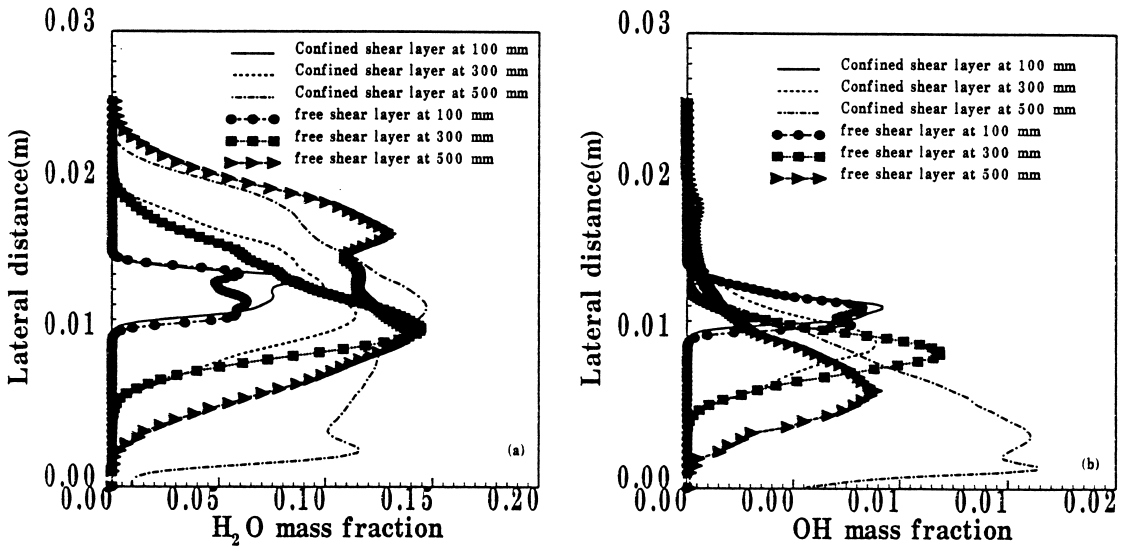 0.03
Confined shear layer at 100 mm
Confined shear layer at 300 mm
Confined shear layer at 500 mm
free shear layer at 100 mm
free shear layer at 300 mm
free shear layer at 500 mm
0.02
Lateral distance(m)
0.01
(a)
0.00
0.00 0.05 0.10 0.15 0.20
H2O mass fraction
0.03
Confined shear layer at 100 mm
Confined shear layer at 300 mm
Confined shear layer at 500 mm
free shear layer at 100 mm
free shear layer at 300 mm
free shear layer at 500 mm
0.02
Lateral distance(m)
0.01
(b)
0.00
0.00 0.00 0.01 0.01 0.02
OH mass fraction